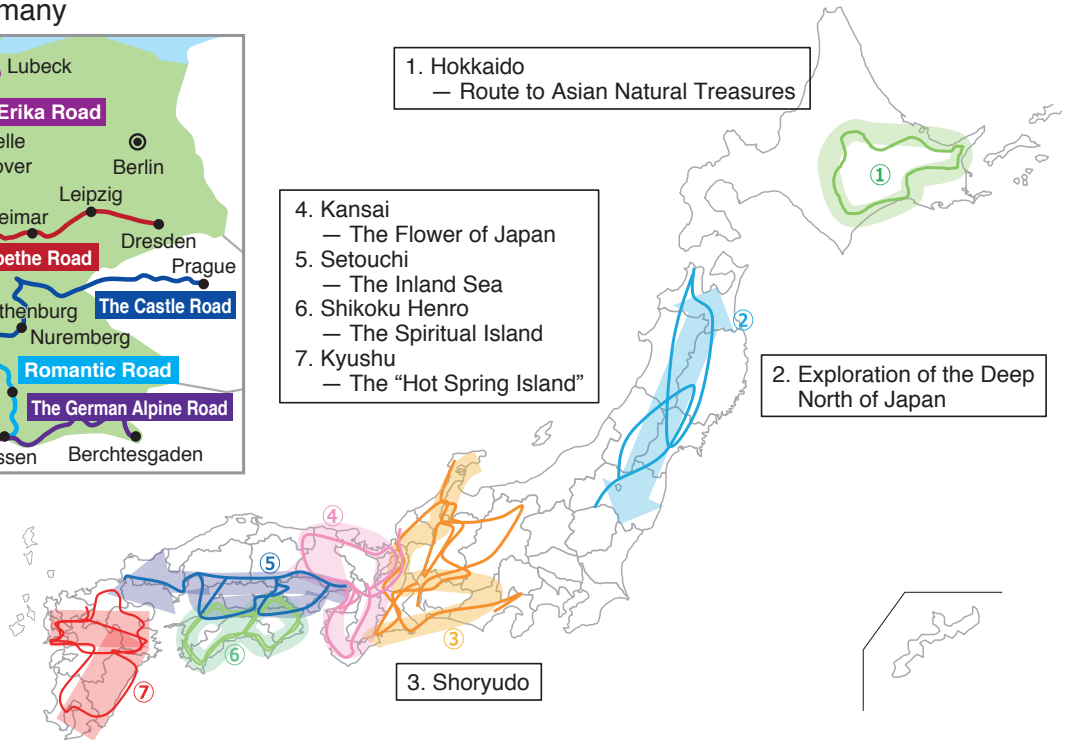 many
Lubeck
Erika Road
elle
over
Berlin
Leipzig
eimar
Dresden
oethe Road
Prague
The Castle Road
thenburg
Nuremberg
Romantic Road
The German Alpine Road
ssen
Berchtesgaden
1. Hokkaido
— Route to Asian Natural Treasures
①
4. Kansai
— The Flower of Japan
5. Setouchi
— The Inland Sea
6. Shikoku Henro
— The Spiritual Island
7. Kyushu
— The “Hot Spring Island”
②
2. Exploration of the Deep
North of Japan
④
⑤
③
⑥
3. Shoryudo
⑦